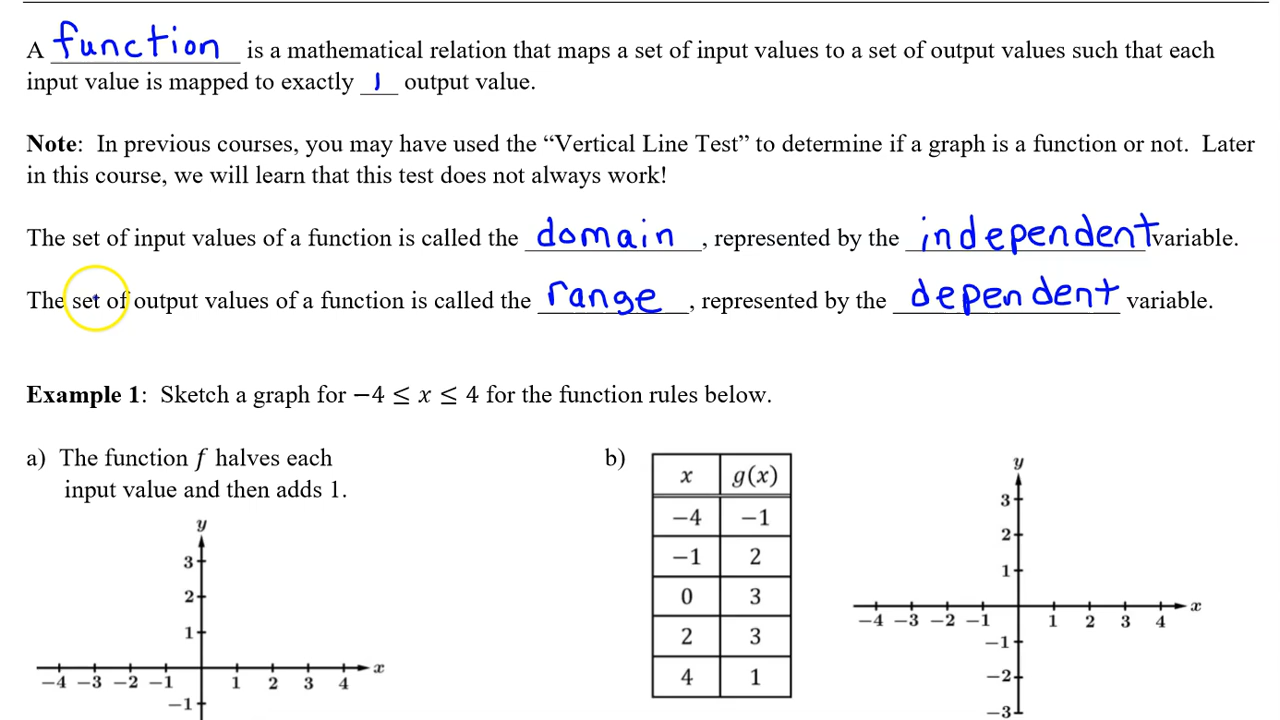 A function is a mathematical relation that maps a set of input values to a set of output values such that each
input value is mapped to exactly 1 output value.
Note: In previous courses, you may have used the “Vertical Line Test” to determine if a graph is a function or not. Later
in this course, we will learn that this test does not always work!
The set of input values of a function is called the domain, represented by the independent variable.
The set of output values of a function is called the range, represented by the dependent variable.
Example 1: Sketch a graph for −4 ≤ x ≤ 4 for the function rules below.
a) The function f halves each
input value and then adds 1.
y
3
2
1
−4 −3 −2 −1 1 2 3 4 x
−1
b)
x g(x)
−4 −1
−1 2
0 3
2 3
4 1
y
3
2
1
−4 −3 −2 −1 1 2 3 4 x
−1
−2
−3